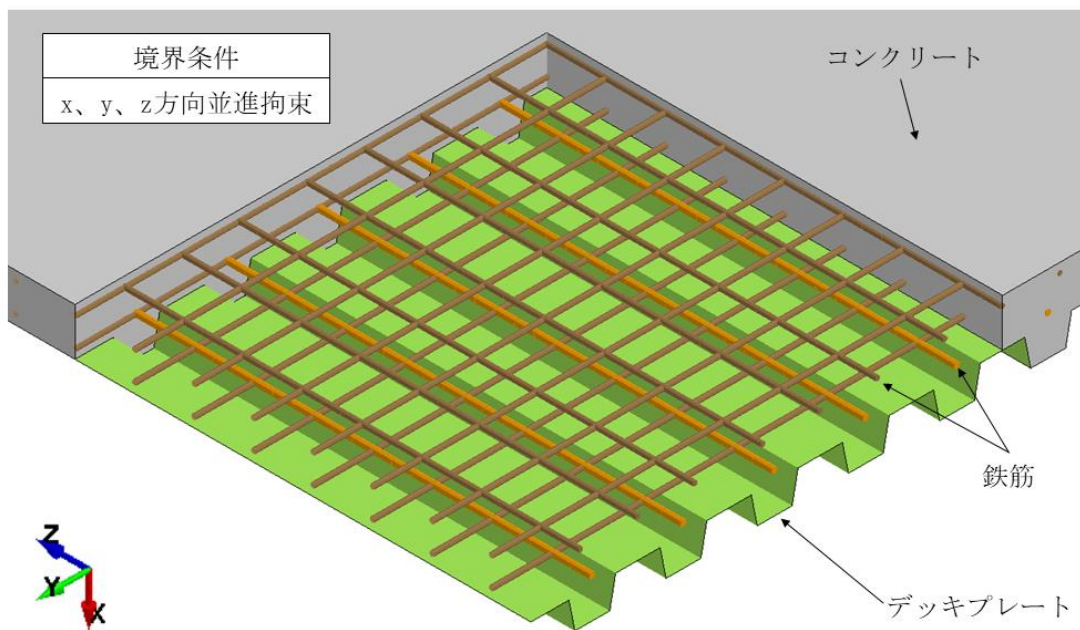 境界条件
x、y、z方向並進拘束
コンクリート
鉄筋
デッキプレート
Z
Y
X